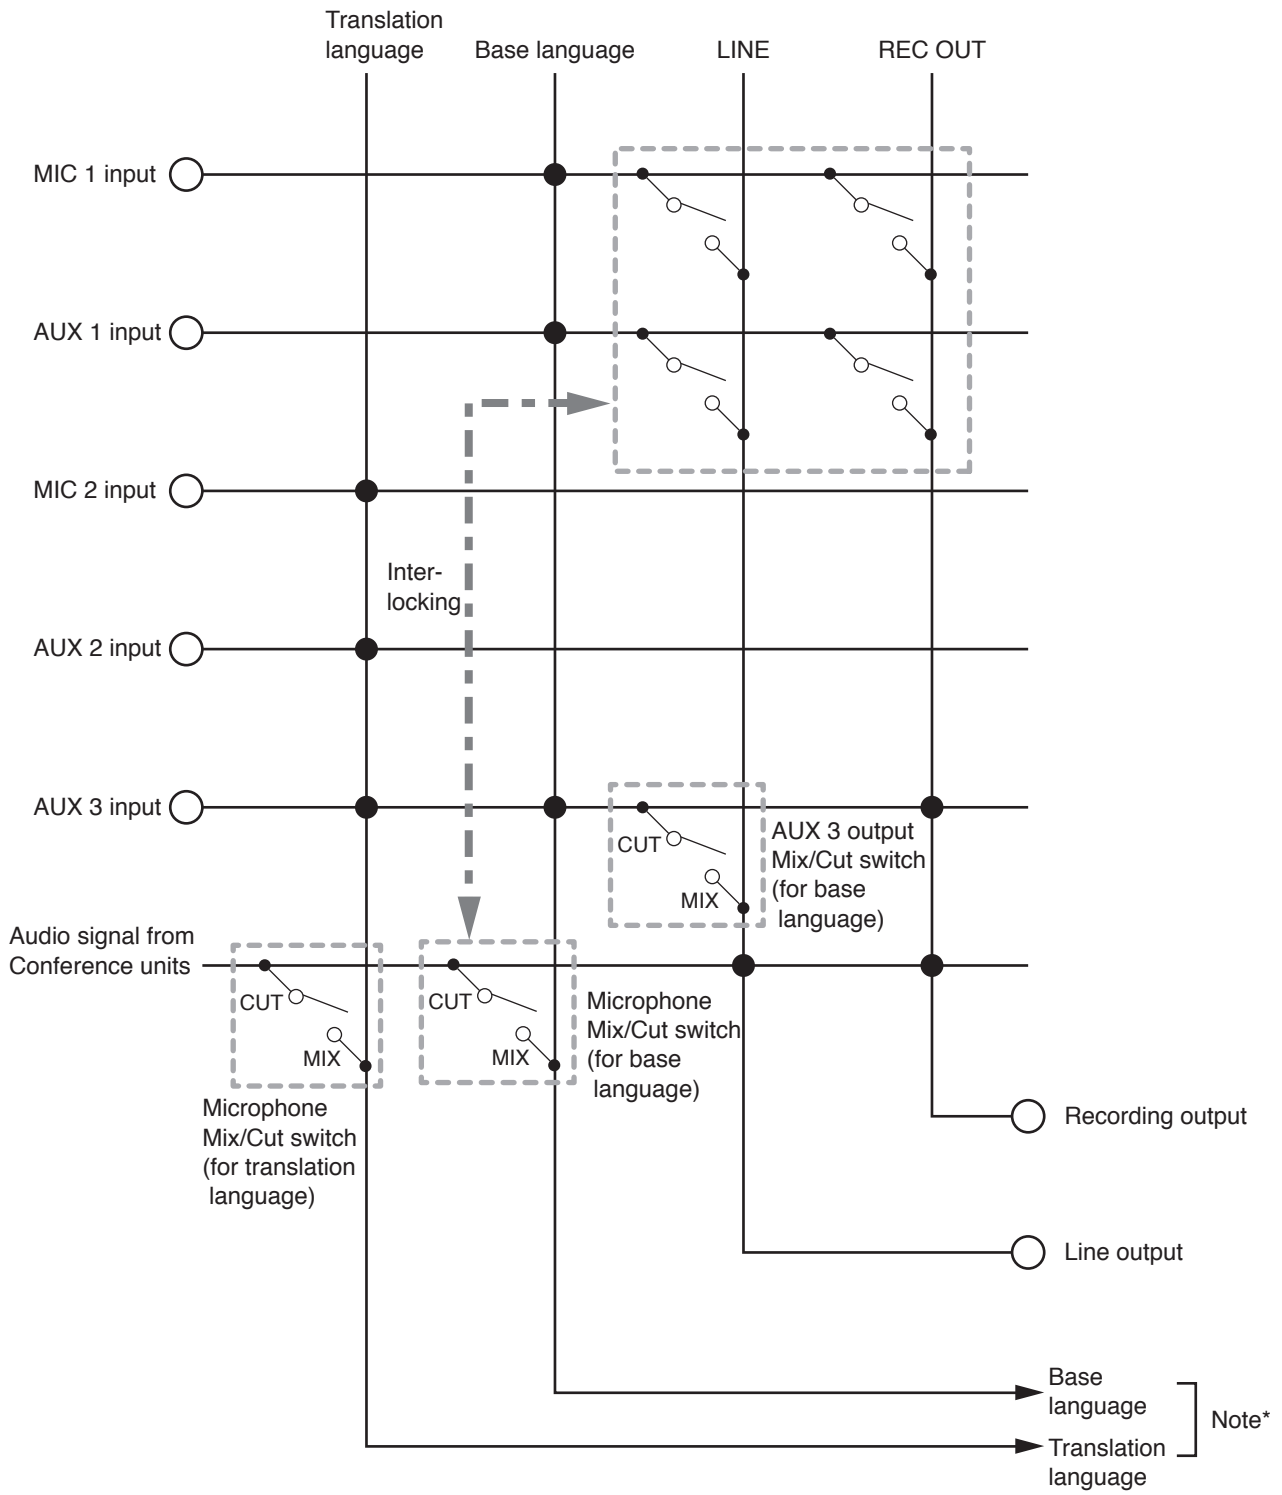 Translation
language
Base language
LINE
REC OUT
MIC 1 input
AUX 1 input
MIC 2 input
Inter-
locking
AUX 2 input
AUX 3 input
CUT
MIX
AUX 3 output
Mix/Cut switch
(for base
language)
Audio signal from
Conference units
CUT
MIX
CUT
MIX
Microphone
Mix/Cut switch
(for base
language)
Microphone
Mix/Cut switch
(for translation
language)
Recording output
Line output
Base
language
Note*
Translation
language